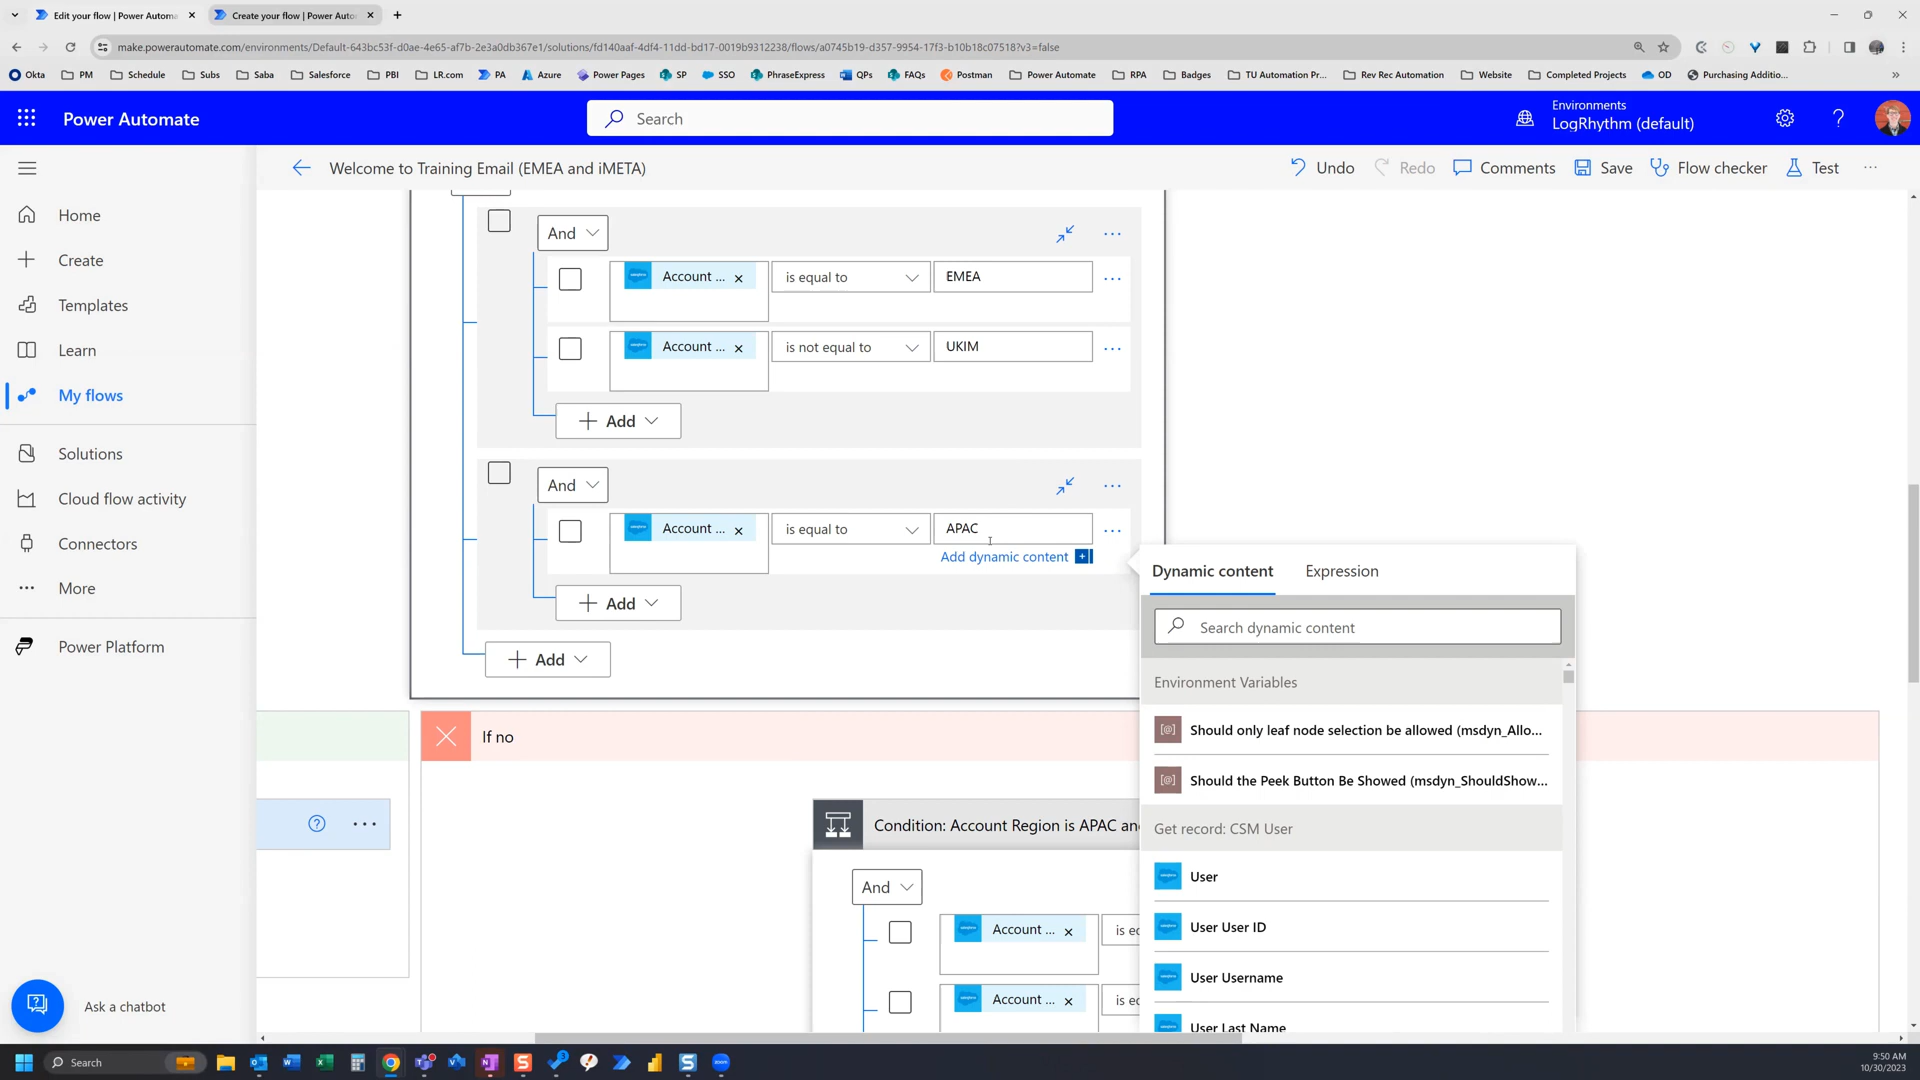 Edit your flow | Power Automa
Create your flow | Power Auto
make.powerautomate.com/environments/Default-643bc53f-d0ae-4e65-af7b-2e3a0db367e1/solutions/fd140aaf-4df4-11dd-bd17-0019b9312238/flows/a0745b19-d357-9954-17f3-b10b18c07518?v3=false
Okta PM Schedule Subs Saba Salesforce PBI LR.com PA Azure Power Pages SP SSO PhraseExpress QPs FAQs Postman Power Automate RPA Badges TU Automation Pr... Rev Rec Automation Website Completed Projects OD Purchasing Additio...
Power Automate
Search
Environments
LogRhythm (default)
Welcome to Training Email (EMEA and iMETA)
Undo Redo Comments Save Flow checker Test
Home
Create
Templates
Learn
My flows
Solutions
Cloud flow activity
Connectors
More
Power Platform
Ask a chatbot
And
Account ... is equal to EMEA
Account ... is not equal to UKIM
Add
And
Account ... is equal to APAC
Add dynamic content
Add
Add
If no
Condition: Account Region is APAC an
And
Account ... is e
Account ... is e
Dynamic content Expression
Search dynamic content
Environment Variables
Should only leaf node selection be allowed (msdyn_Allo...
Should the Peek Button Be Showed (msdyn_ShouldShow...
Get record: CSM User
User
User User ID
User Username
User Last Name
Search
9:50 AM
10/30/2023